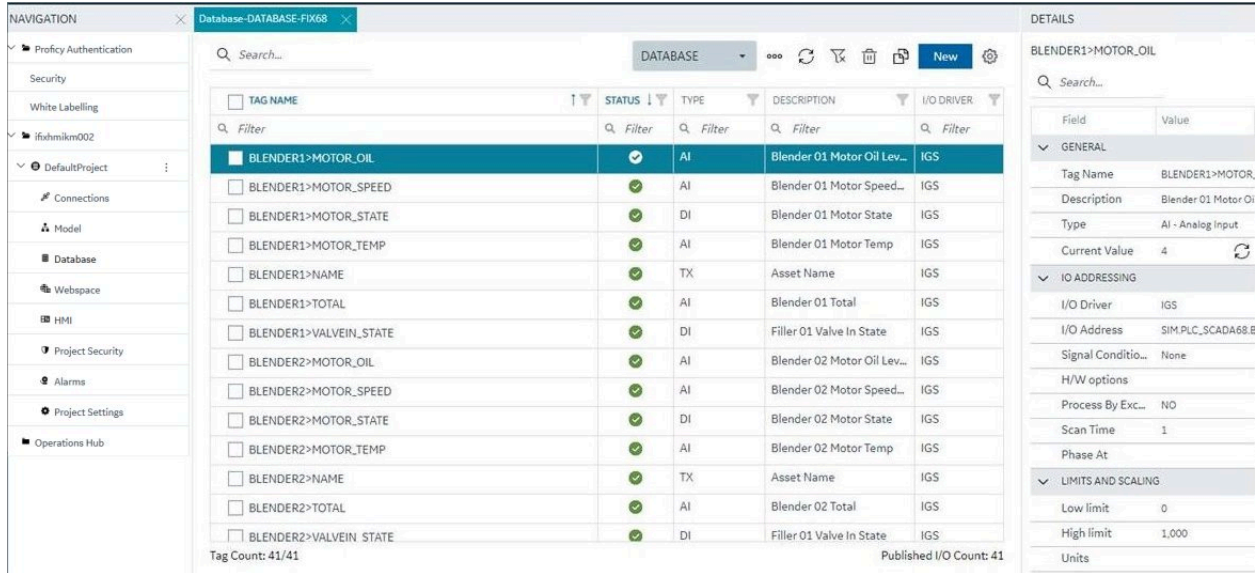 NAVIGATION
Proficy Authentication
Security
White Labelling
ifixhmikm002
DefaultProject
Connections
Model
Database
Webspace
HMI
Project Security
Alarms
Project Settings
Operations Hub
Database-DATABASE-FIX68
Search...
DATABASE
New
TAG NAME STATUS TYPE DESCRIPTION I/O DRIVER
Filter Filter Filter Filter Filter
BLENDER1>MOTOR_OIL AI Blender 01 Motor Oil Lev... IGS
BLENDER1>MOTOR_SPEED AI Blender 01 Motor Speed... IGS
BLENDER1>MOTOR_STATE DI Blender 01 Motor State IGS
BLENDER1>MOTOR_TEMP AI Blender 01 Motor Temp IGS
BLENDER1>NAME TX Asset Name IGS
BLENDER1>TOTAL AI Blender 01 Total IGS
BLENDER1>VALVEIN_STATE DI Filler 01 Valve In State IGS
BLENDER2>MOTOR_OIL AI Blender 02 Motor Oil Lev... IGS
BLENDER2>MOTOR_SPEED AI Blender 02 Motor Speed... IGS
BLENDER2>MOTOR_STATE DI Blender 02 Motor State IGS
BLENDER2>MOTOR_TEMP AI Blender 02 Motor Temp IGS
BLENDER2>NAME TX Asset Name IGS
BLENDER2>TOTAL AI Blender 02 Total IGS
BLENDER2>VALVEIN_STATE DI Filler 01 Valve In State IGS
Tag Count: 41/41 Published I/O Count: 41
DETAILS
BLENDER1>MOTOR_OIL
Search...
Field Value
GENERAL
Tag Name BLENDER1>MOTOR_
Description Blender 01 Motor Oi
Type AI - Analog Input
Current Value 4
IO ADDRESSING
I/O Driver IGS
I/O Address SIM.PLC_SCADA68.B
Signal Conditio... None
H/W options
Process By Exc... NO
Scan Time 1
Phase At
LIMITS AND SCALING
Low limit 0
High limit 1,000
Units